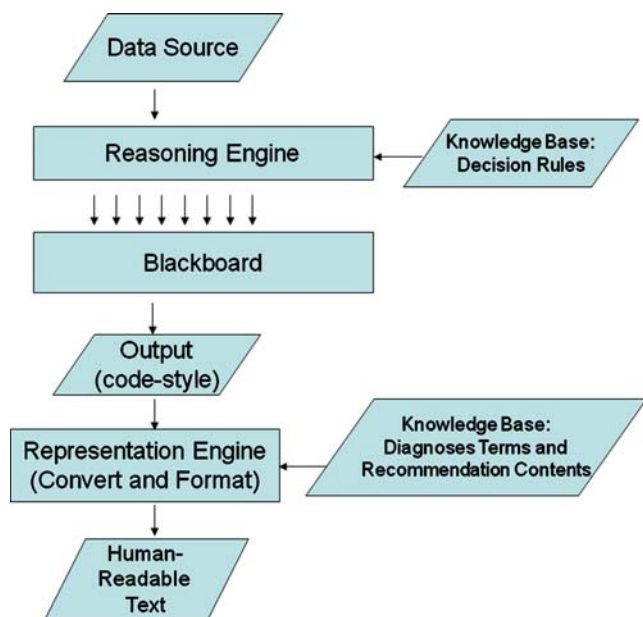 Data Source
Reasoning Engine
Knowledge Base:
Decision Rules
Blackboard
Output
(code-style)
Representation Engine
(Convert and Format)
Knowledge Base:
Diagnoses Terms and
Recommendation Contents
Human-
Readable
Text